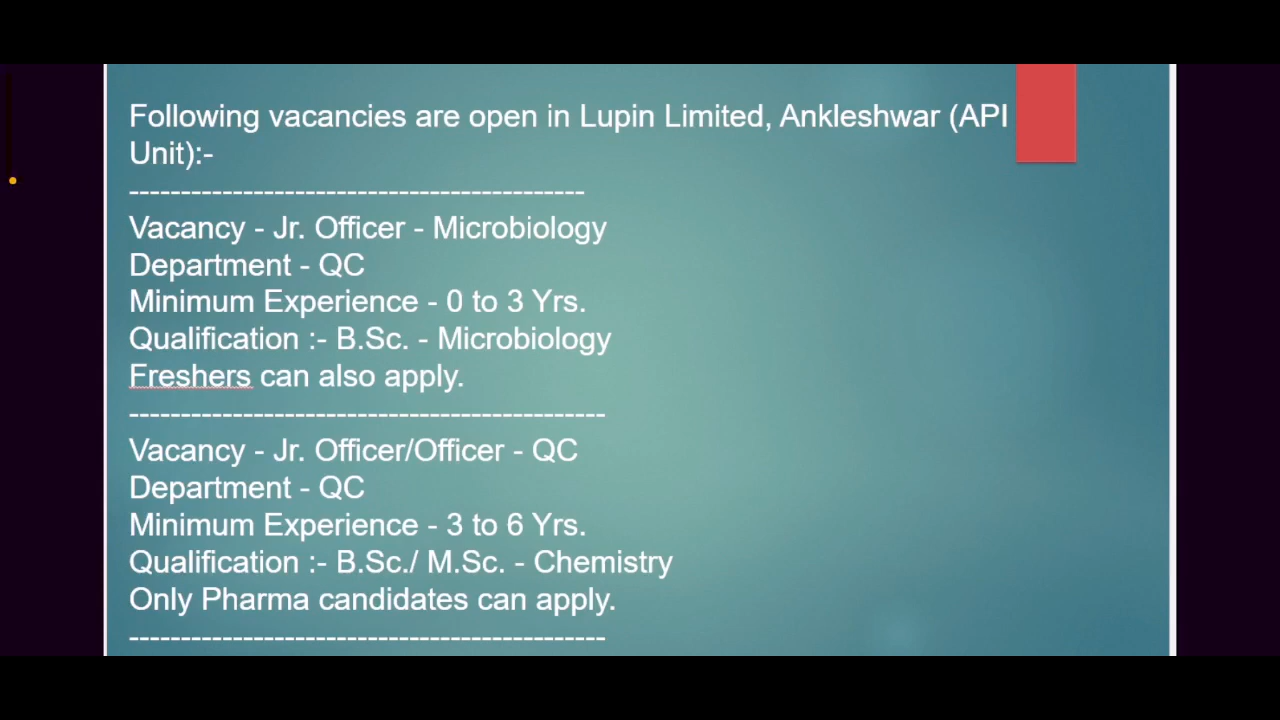 Following vacancies are open in Lupin Limited, Ankleshwar (API
Unit):-
--------------------------------------------
Vacancy - Jr. Officer - Microbiology
Department - QC
Minimum Experience - 0 to 3 Yrs.
Qualification :- B.Sc. - Microbiology
Freshers can also apply.
----------------------------------------------
Vacancy - Jr. Officer/Officer - QC
Department - QC
Minimum Experience - 3 to 6 Yrs.
Qualification :- B.Sc./ M.Sc. - Chemistry
Only Pharma candidates can apply.
----------------------------------------------